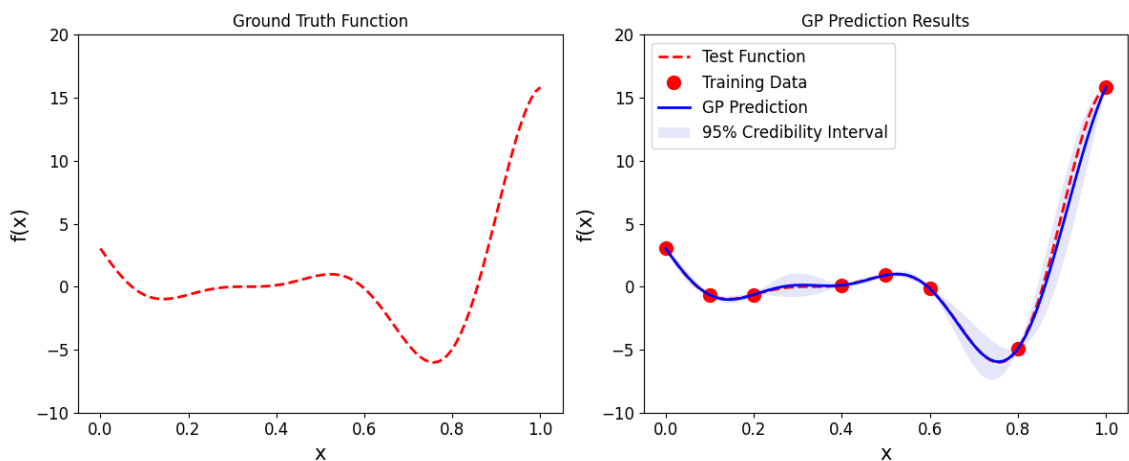 Ground Truth Function
20
15
10
5
0
−5
−10
f(x)
0.0 0.2 0.4 0.6 0.8 1.0
x
GP Prediction Results
Test Function
Training Data
GP Prediction
95% Credibility Interval
20
15
10
5
0
−5
−10
f(x)
0.0 0.2 0.4 0.6 0.8 1.0
x